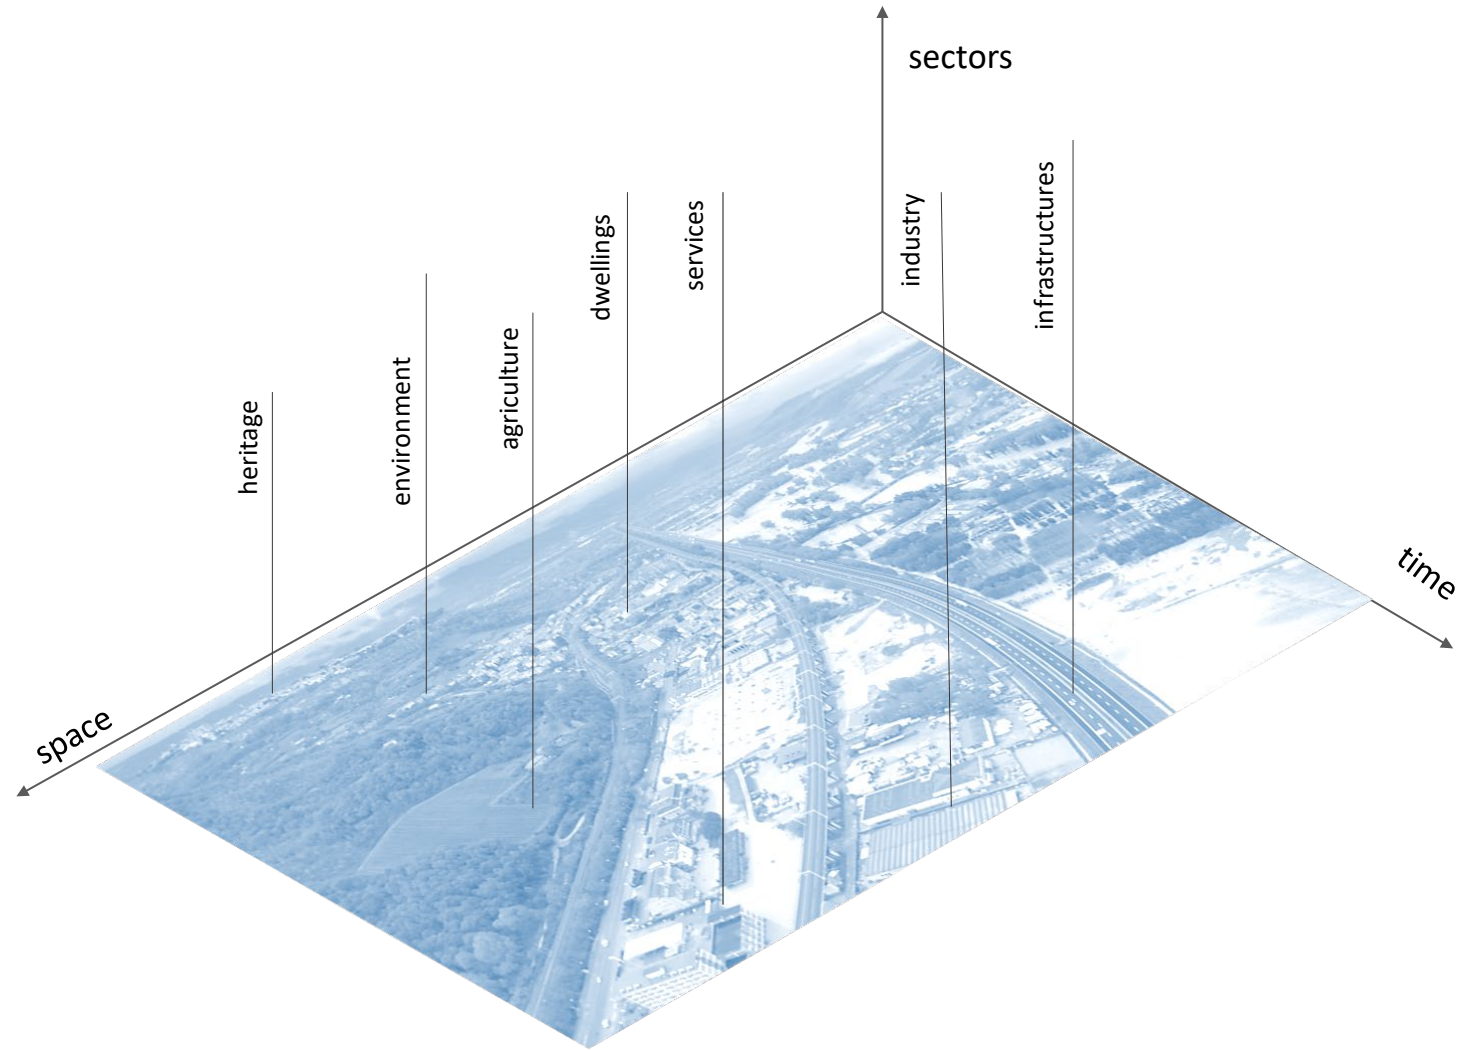 sectors
infrastructures
industry
services
dwellings
agriculture
environment
heritage
space
time